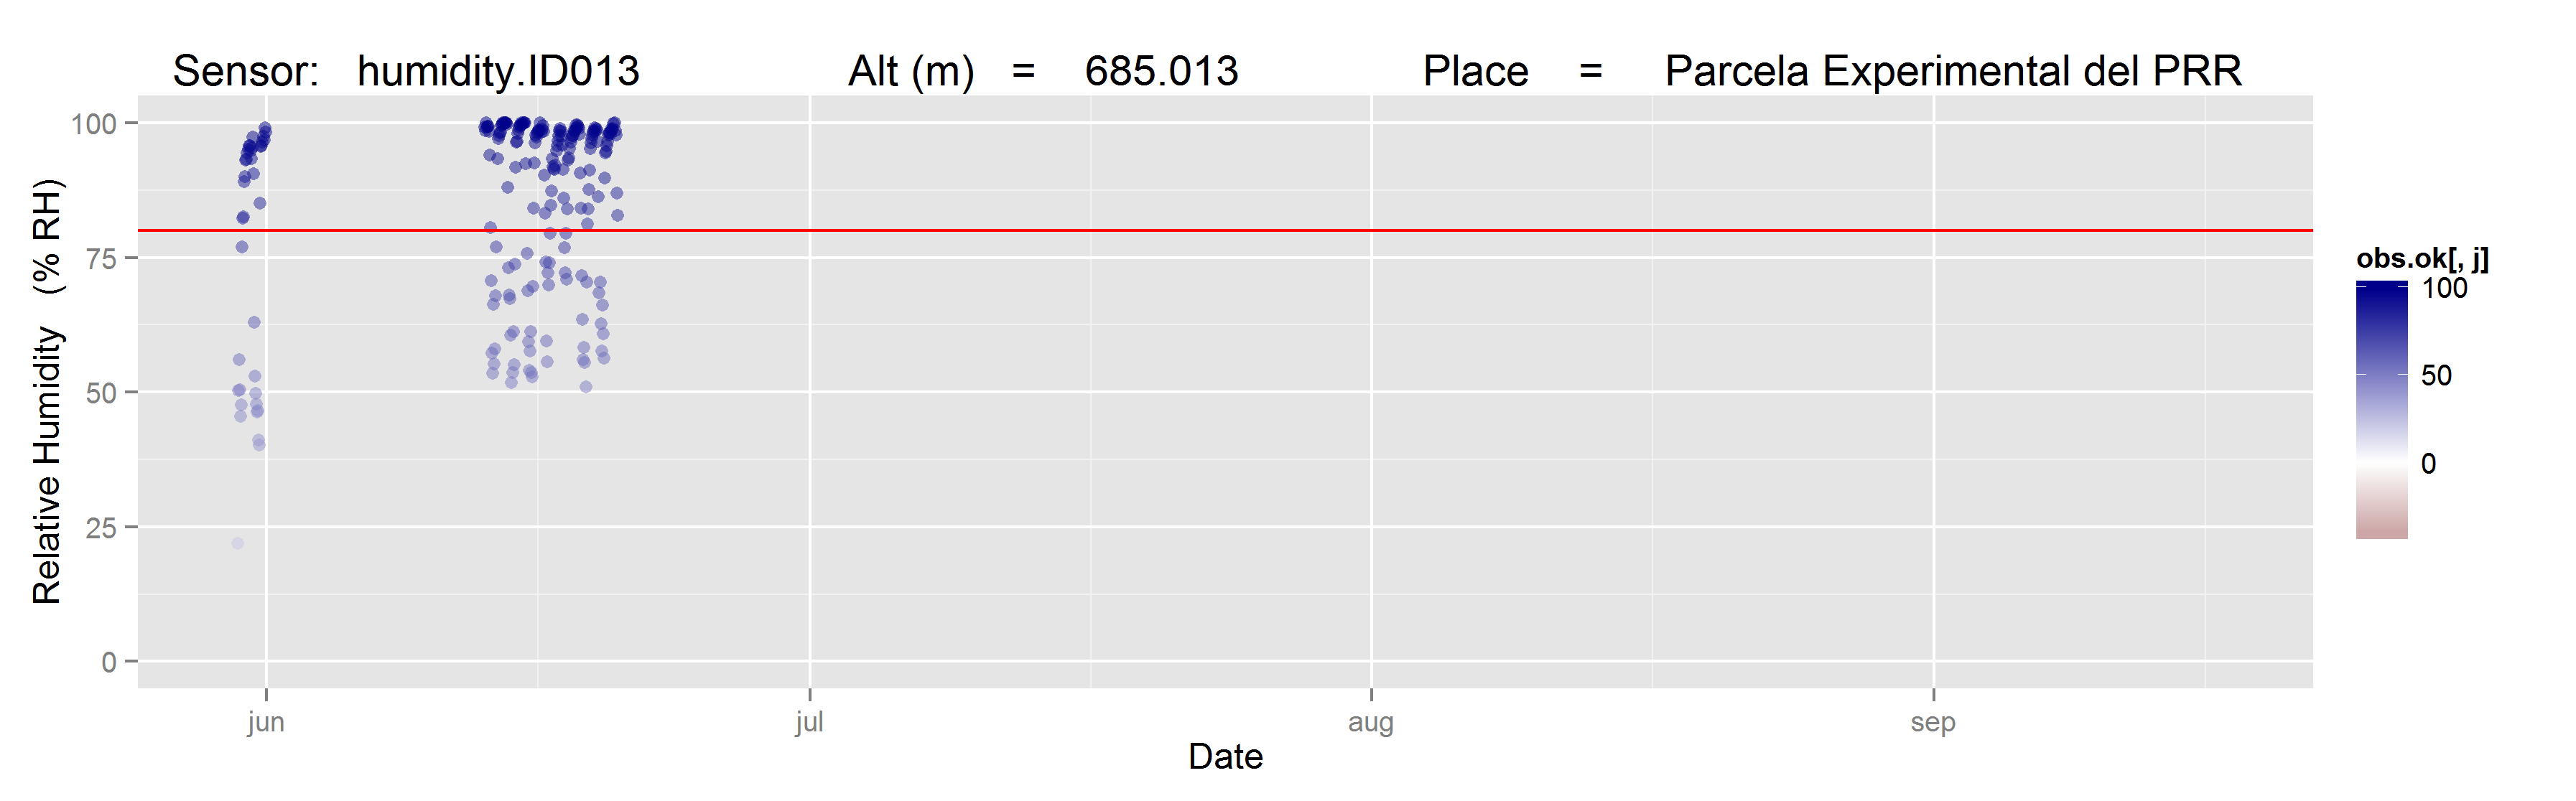 Sensor: humidity.ID013 Alt (m) = 685.013 Place = Parcela Experimental del PRR
100
75
50
25
0
Relative Humidity (% RH)
jun jul aug sep
Date
obs.ok[, j]
100
50
0